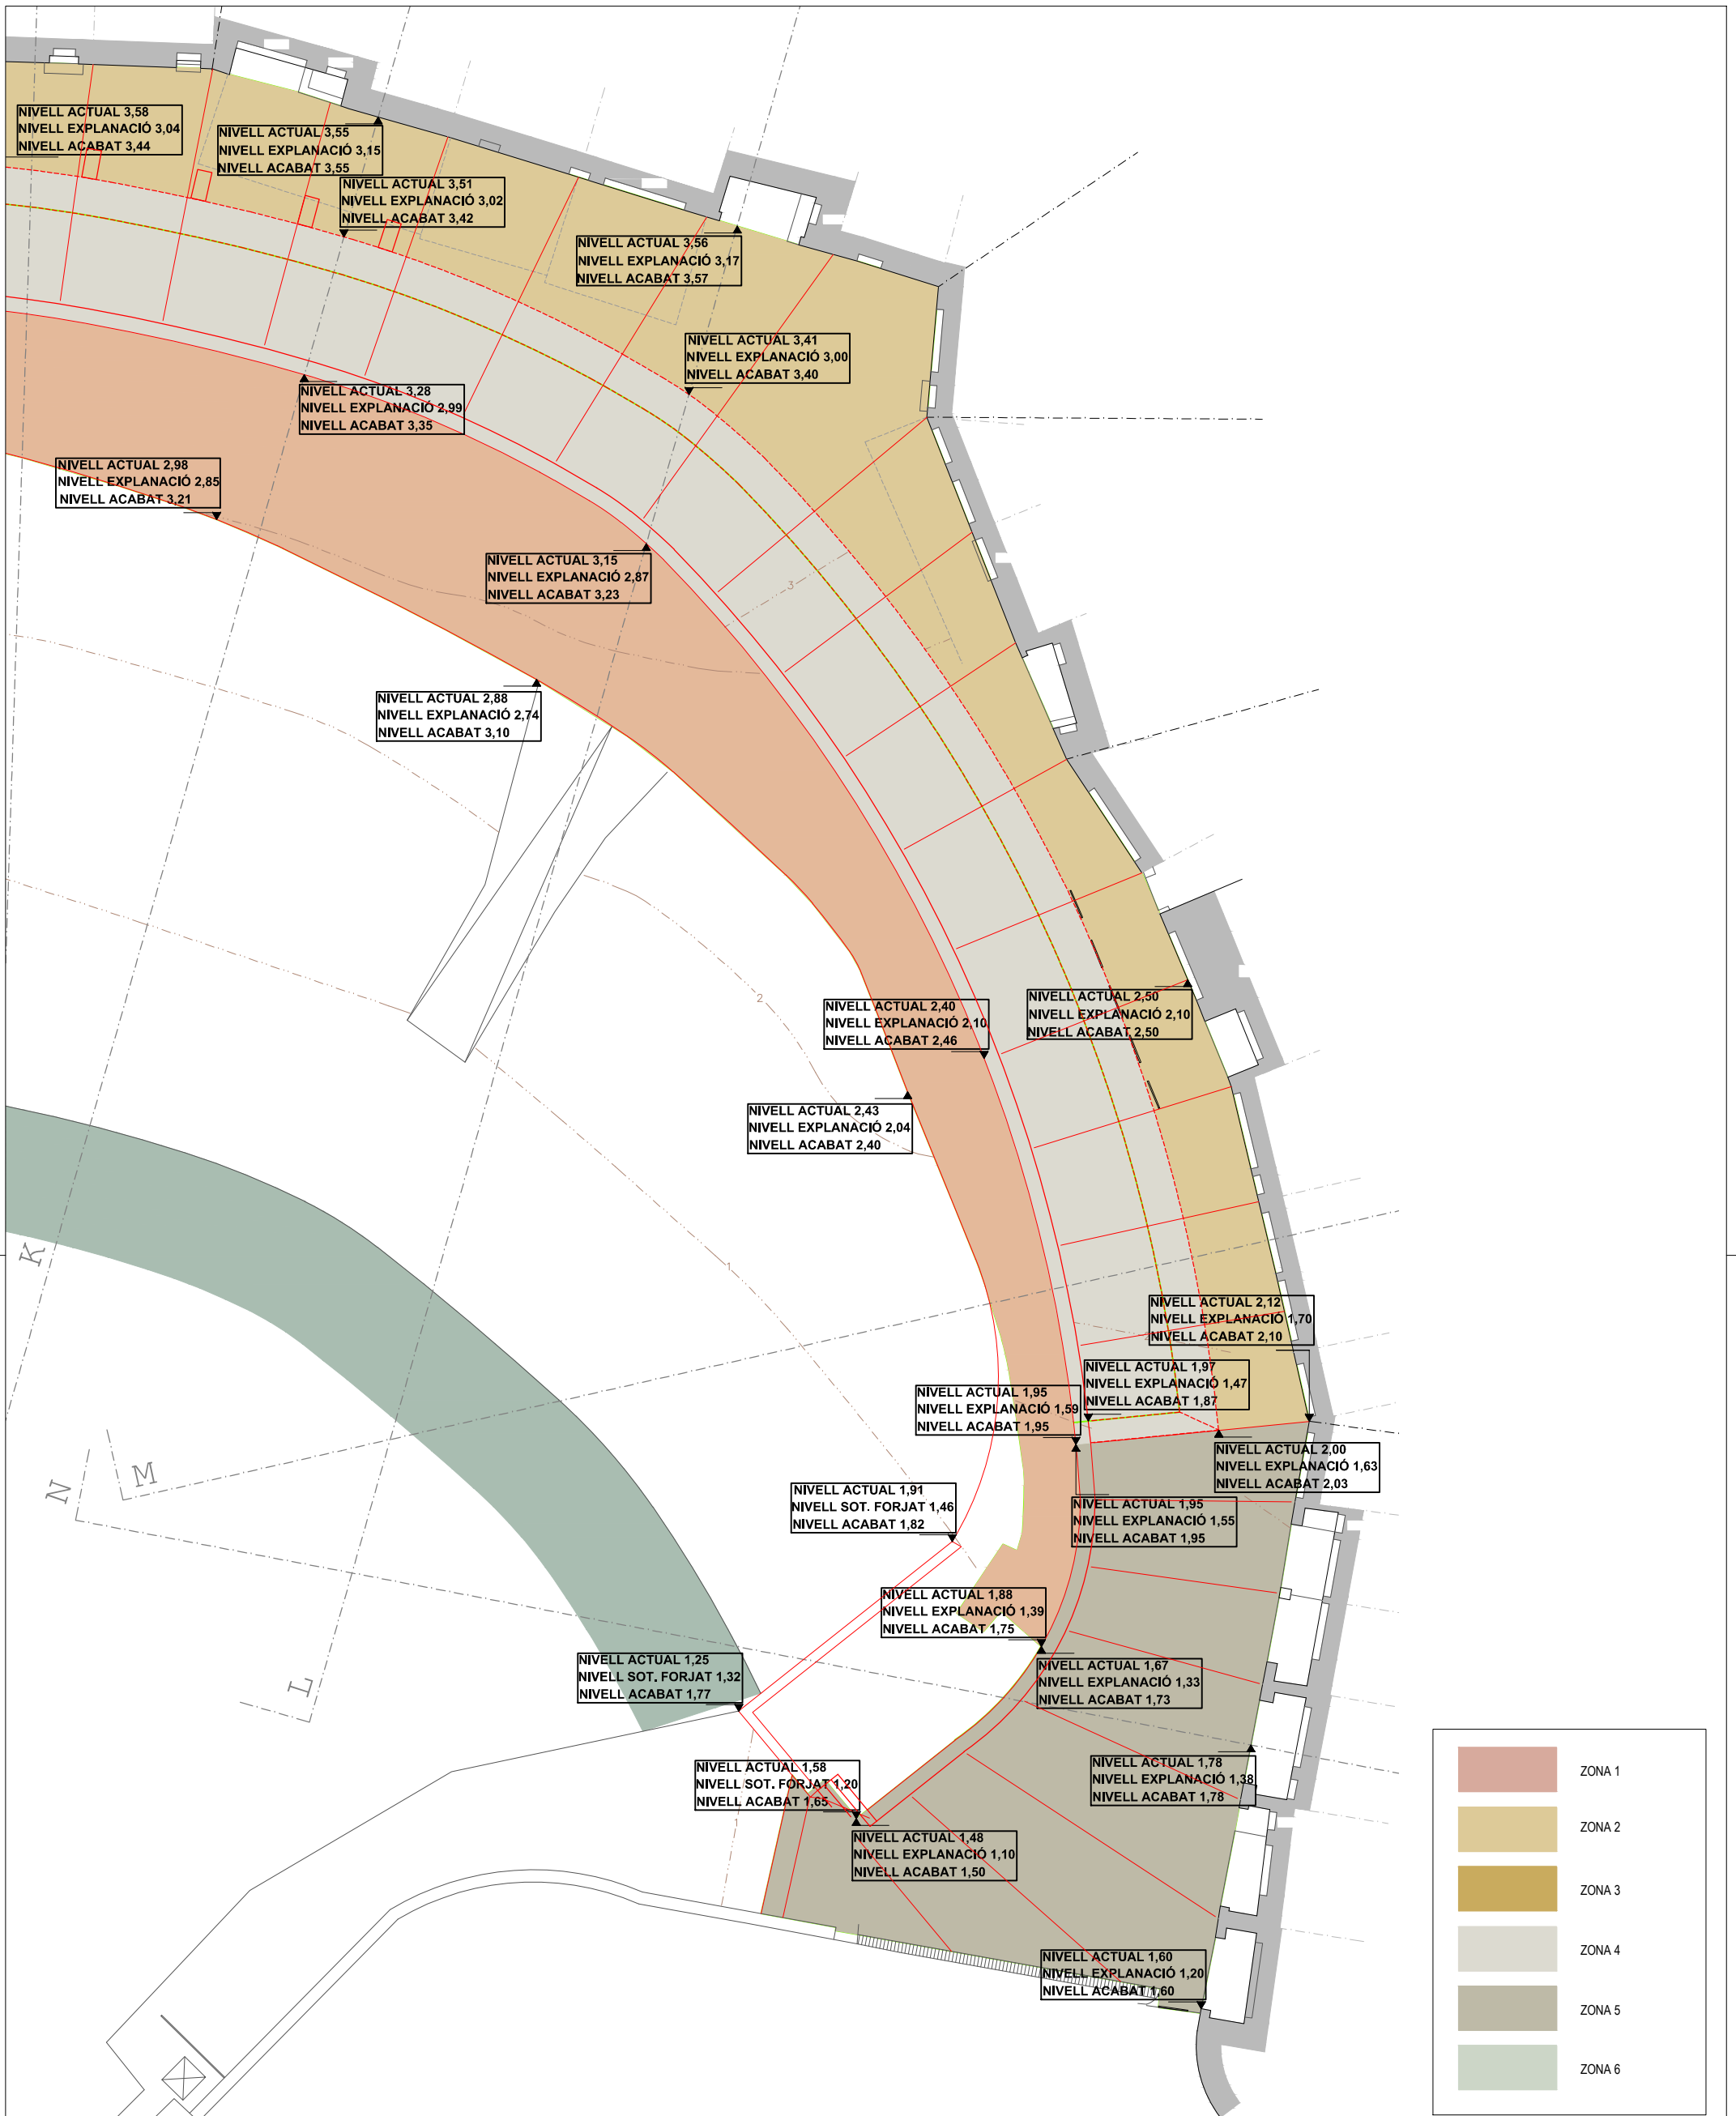 NIVELL ACTUAL 3,58
NIVELL EXPLANACIÓ 3,04
NIVELL ACABAT 3,44
NIVELL ACTUAL 3,55
NIVELL EXPLANACIÓ 3,15
NIVELL ACABAT 3,55
NIVELL ACTUAL 3,51
NIVELL EXPLANACIÓ 3,02
NIVELL ACABAT 3,42
NIVELL ACTUAL 3,56
NIVELL EXPLANACIÓ 3,17
NIVELL ACABAT 3,57
NIVELL ACTUAL 3,41
NIVELL EXPLANACIÓ 3,00
NIVELL ACABAT 3,40
NIVELL ACTUAL 3,28
NIVELL EXPLANACIÓ 2,99
NIVELL ACABAT 3,35
NIVELL ACTUAL 2,98
NIVELL EXPLANACIÓ 2,85
NIVELL ACABAT 3,21
NIVELL ACTUAL 3,15
NIVELL EXPLANACIÓ 2,87
NIVELL ACABAT 3,23
3
NIVELL ACTUAL 2,88
NIVELL EXPLANACIÓ 2,74
NIVELL ACABAT 3,10
2
NIVELL ACTUAL 2,40
NIVELL EXPLANACIÓ 2,10
NIVELL ACABAT 2,46
NIVELL ACTUAL 2,50
NIVELL EXPLANACIÓ 2,10
NIVELL ACABAT 2,50
NIVELL ACTUAL 2,43
NIVELL EXPLANACIÓ 2,04
NIVELL ACABAT 2,40
K
1
NIVELL ACTUAL 2,12
NIVELL EXPLANACIÓ 1,70
NIVELL ACABAT 2,10
2
NIVELL ACTUAL 1,97
NIVELL EXPLANACIÓ 1,47
NIVELL ACABAT 1,87
NIVELL ACTUAL 1,95
NIVELL EXPLANACIÓ 1,59
NIVELL ACABAT 1,95
NIVELL ACTUAL 2,00
NIVELL EXPLANACIÓ 1,63
NIVELL ACABAT 2,03
N
M
NIVELL ACTUAL 1,91
NIVELL SOT. FORJAT 1,46
NIVELL ACABAT 1,82
NIVELL ACTUAL 1,95
NIVELL EXPLANACIÓ 1,55
NIVELL ACABAT 1,95
NIVELL ACTUAL 1,88
NIVELL EXPLANACIÓ 1,39
NIVELL ACABAT 1,75
L
NIVELL ACTUAL 1,25
NIVELL SOT. FORJAT 1,32
NIVELL ACABAT 1,77
NIVELL ACTUAL 1,67
NIVELL EXPLANACIÓ 1,33
NIVELL ACABAT 1,73
NIVELL ACTUAL 1,58
NIVELL SOT. FORJAT 1,20
NIVELL ACABAT 1,65
NIVELL ACTUAL 1,78
NIVELL EXPLANACIÓ 1,38
NIVELL ACABAT 1,78
1
NIVELL ACTUAL 1,48
NIVELL EXPLANACIÓ 1,10
NIVELL ACABAT 1,50
NIVELL ACTUAL 1,60
NIVELL EXPLANACIÓ 1,20
NIVELL ACABAT 1,60
ZONA 1
ZONA 2
ZONA 3
ZONA 4
ZONA 5
ZONA 6